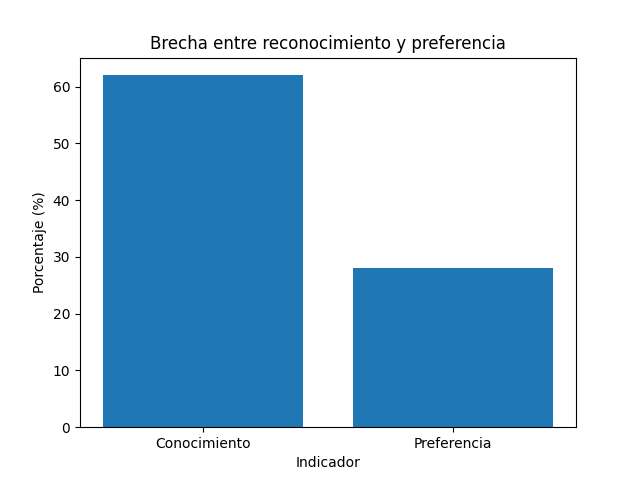 Brecha entre reconocimiento y preferencia
Porcentaje (%)
60
50
40
30
20
10
0
Conocimiento Preferencia
Indicador